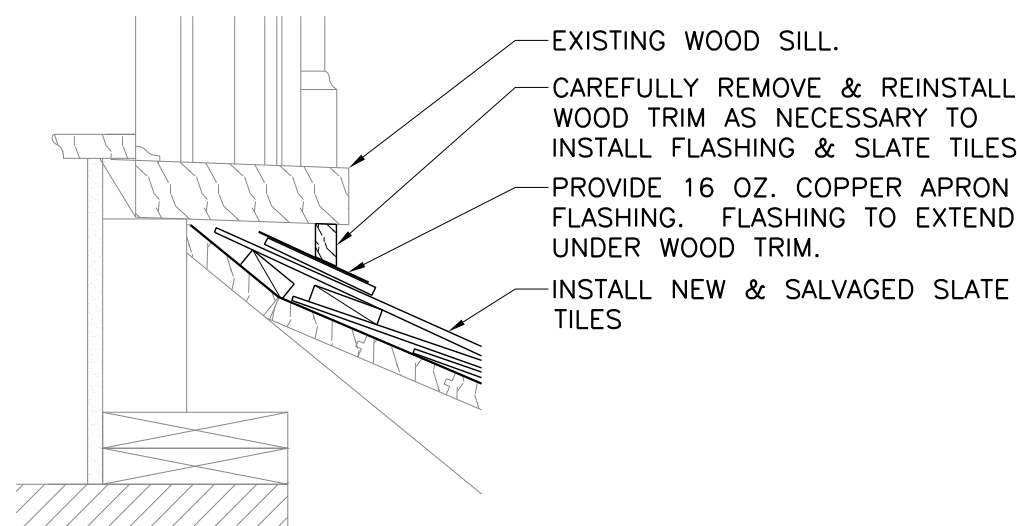 EXISTING WOOD SILL.
CAREFULLY REMOVE & REINSTALL
WOOD TRIM AS NECESSARY TO
INSTALL FLASHING & SLATE TILES
PROVIDE 16 OZ. COPPER APRON
FLASHING. FLASHING TO EXTEND
UNDER WOOD TRIM.
INSTALL NEW & SALVAGED SLATE
TILES